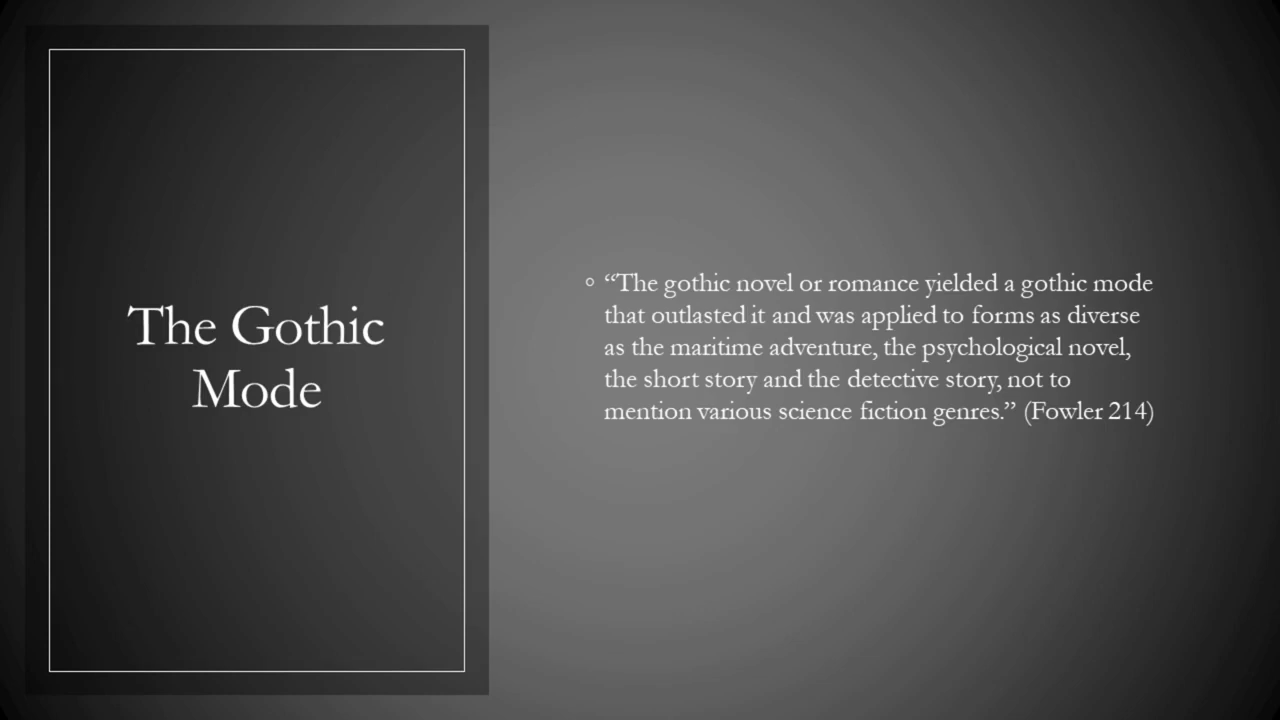 The Gothic
Mode
“The gothic novel or romance yielded a gothic mode
that outlasted it and was applied to forms as diverse
as the maritime adventure, the psychological novel,
the short story and the detective story, not to
mention various science fiction genres.” (Fowler 214)